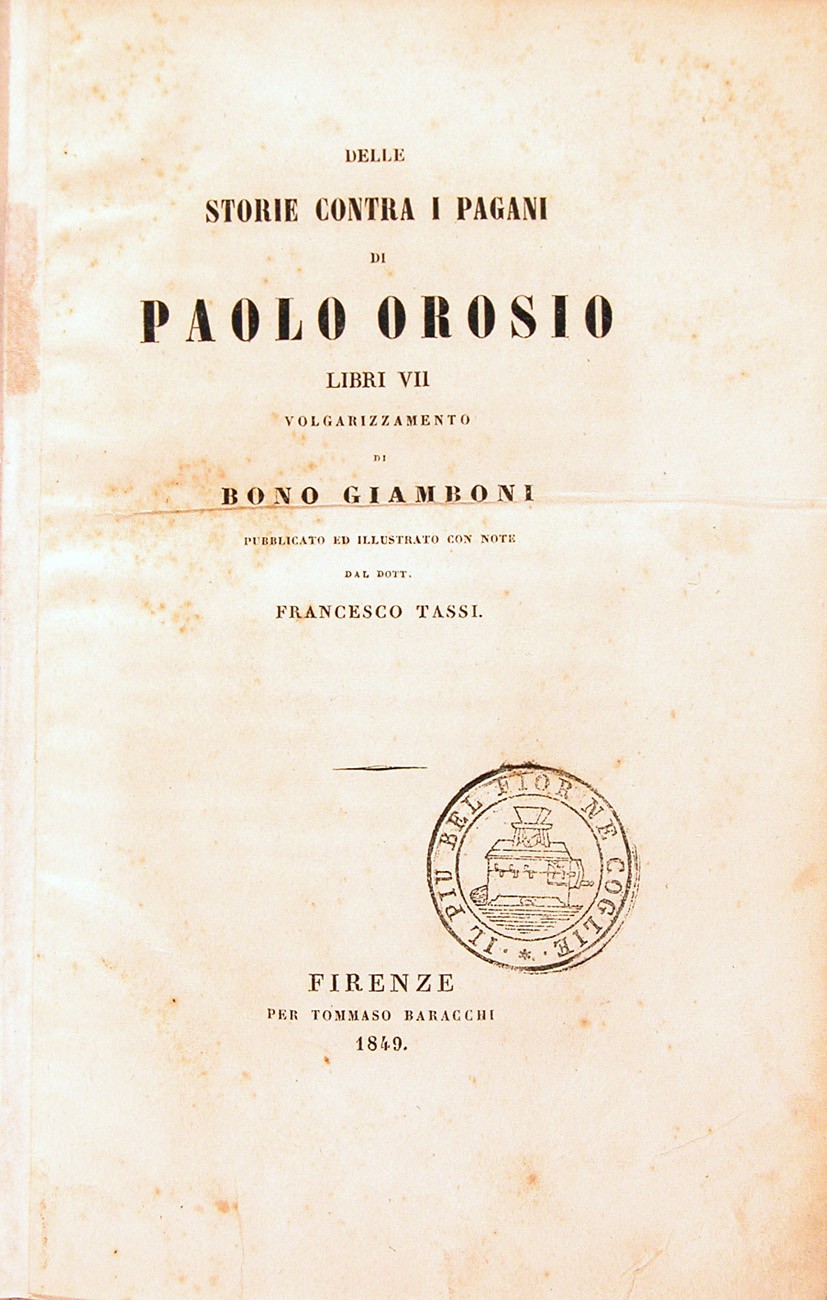 DELLE
STORIE CONTRA I PAGANI
DI
PAOLO OROSIO
LIBRI VII
VOLGARIZZAMENTO
DI
BONO GIAMBONI
PUBBLICATO ED ILLUSTRATO CON NOTE
DAL DOTT.
FRANCESCO TASSI.
IL PIU BEL FIOR NE COGLIE
FIRENZE
PER TOMMASO BARACCHI
1849.